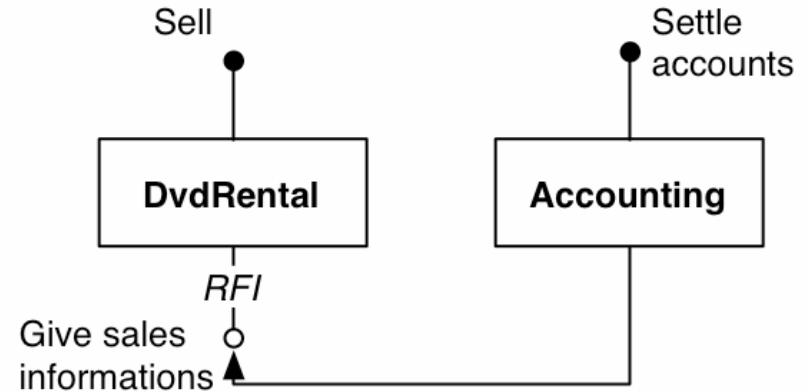 Sell
Settle
accounts
DvdRental
Accounting
RFI
Give sales
informations